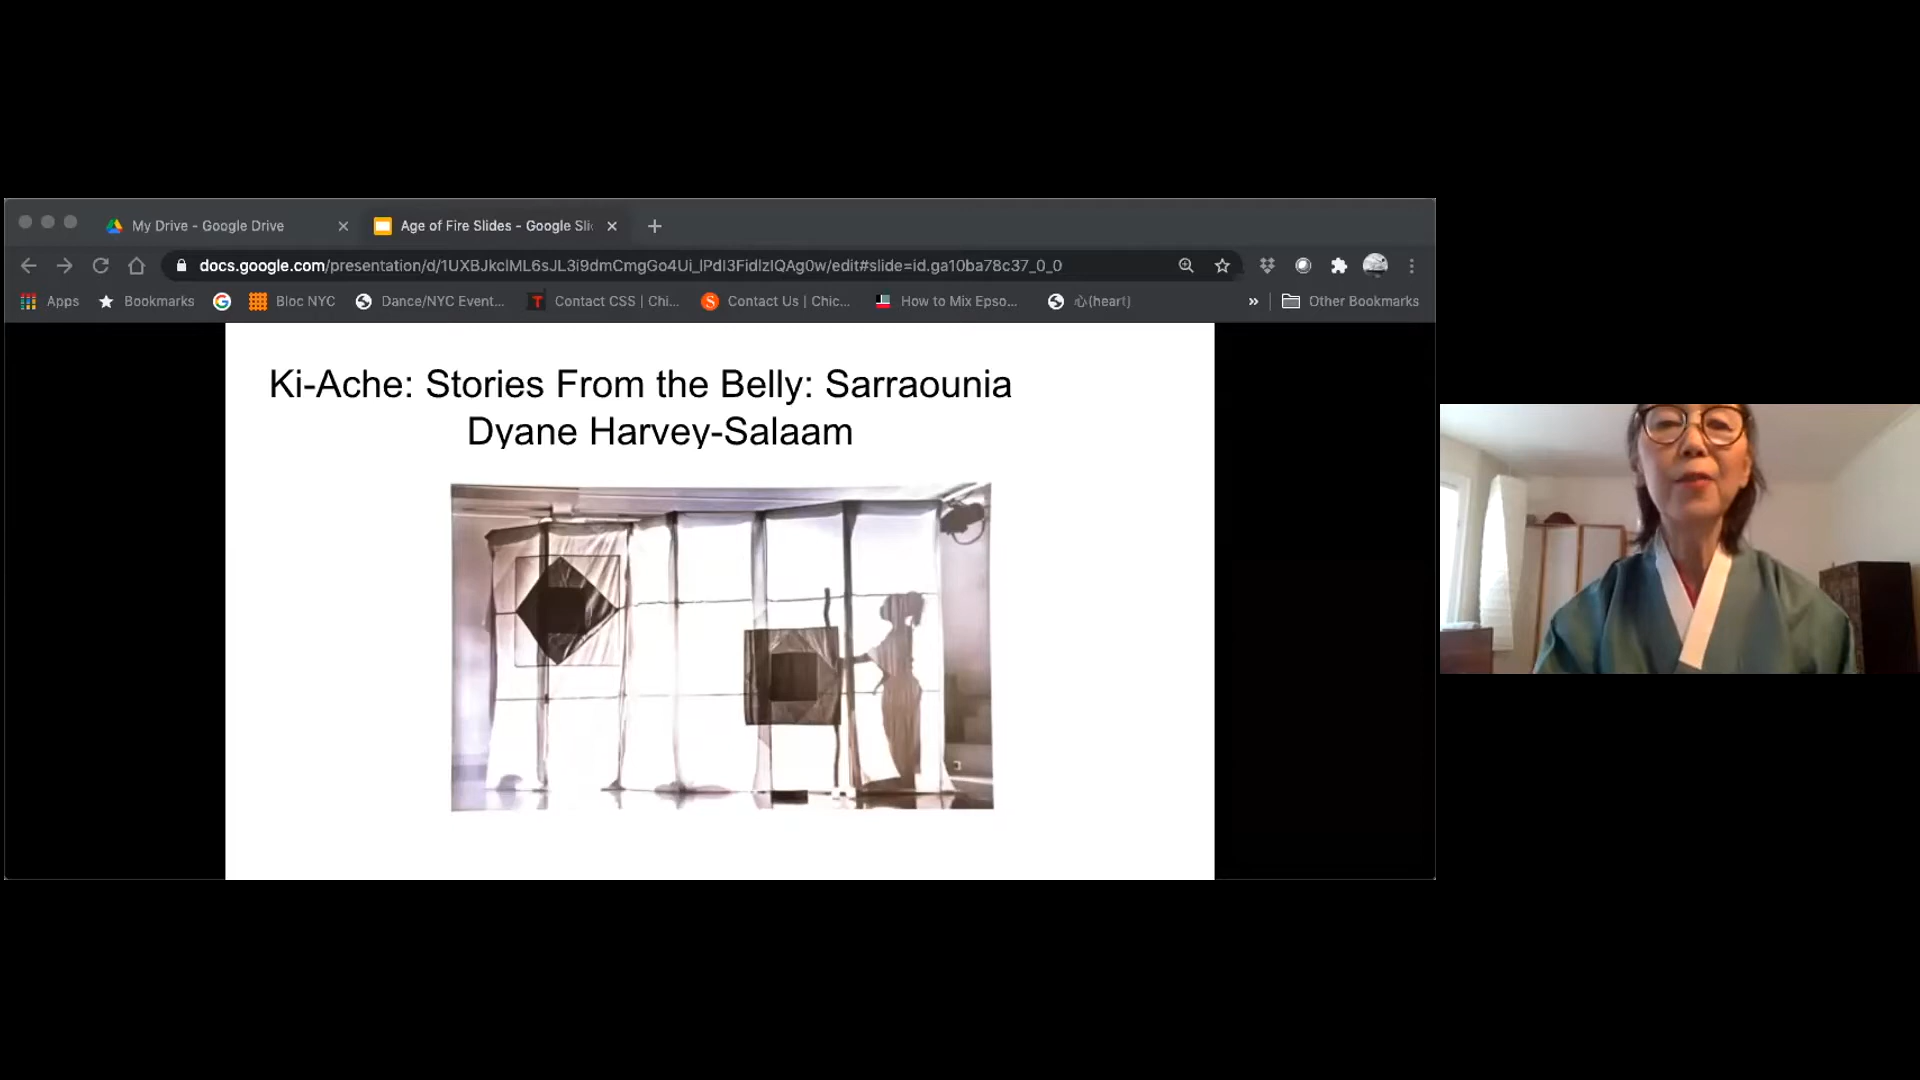 My Drive - Google Drive
Age of Fire Slides - Google Slid
docs.google.com/presentation/d/1UXBJkclML6sJL3i9dmCmgGo4Ui_lPdI3FidlzIQAg0w/edit#slide=id.ga10ba78c37_0_0
Apps Bookmarks Bloc NYC Dance/NYC Event... Contact CSS | Chi... Contact Us | Chic... How to Mix Epso... 心(heart) » Other Bookmarks
Ki-Ache: Stories From the Belly: Sarraounia
Dyane Harvey-Salaam